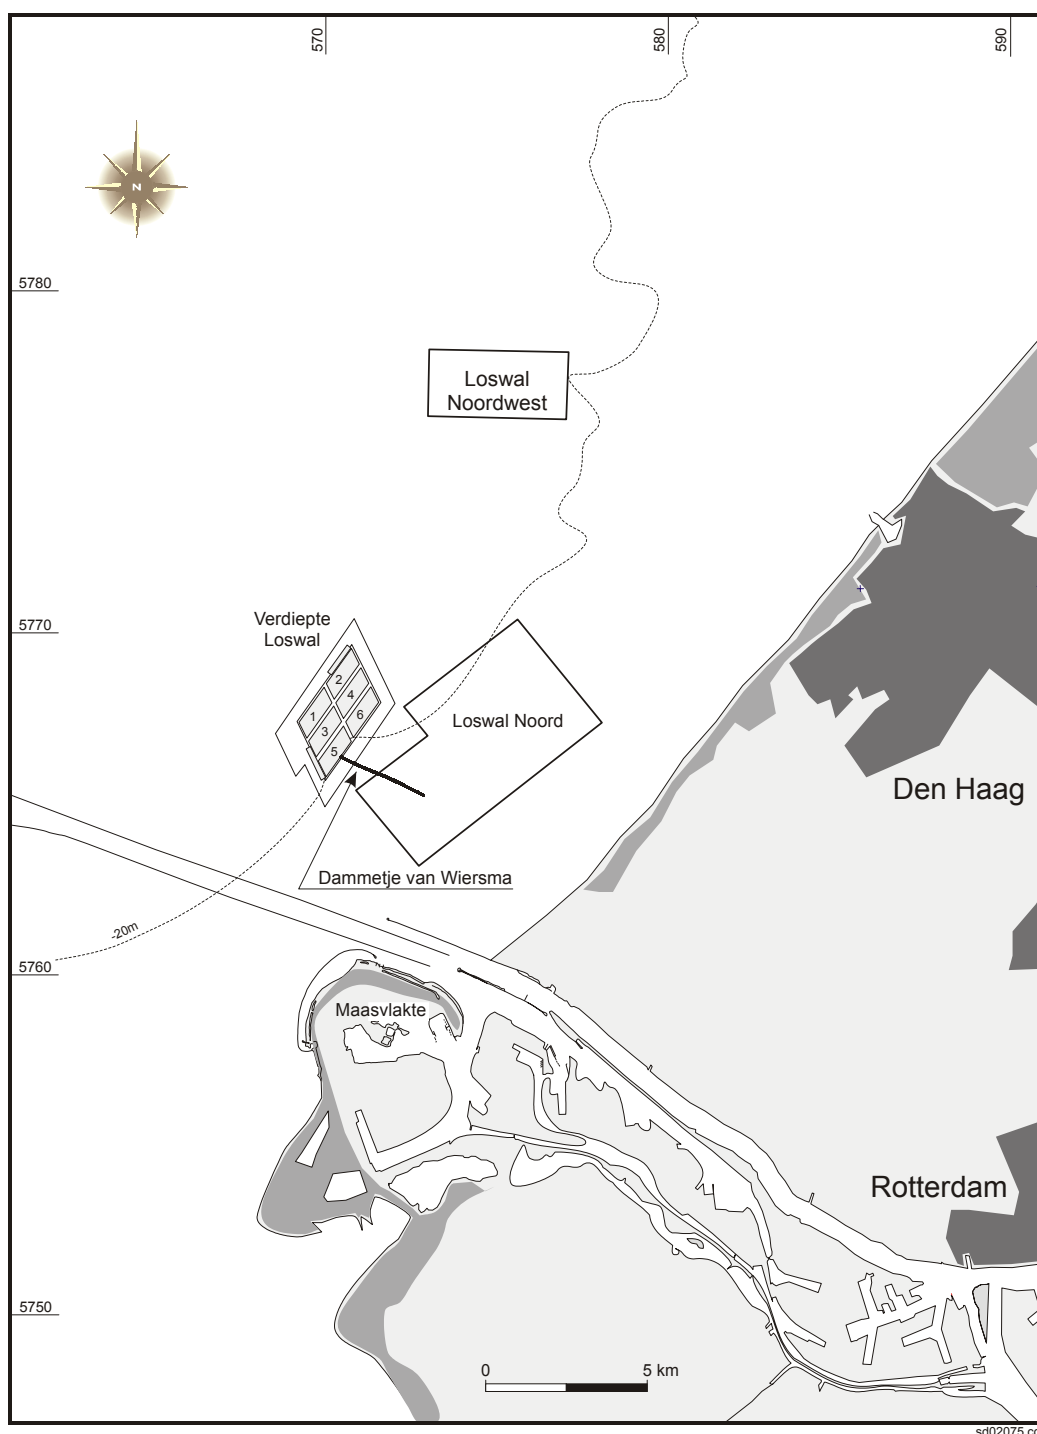 570
580
590
N
5780
Loswal
Noordwest
5770
Verdiepte
Loswal
2
4
1
6
3
5
Loswal Noord
Den Haag
Dammetje van Wiersma
-20m
5760
Maasvlakte
Rotterdam
5750
0 5 km